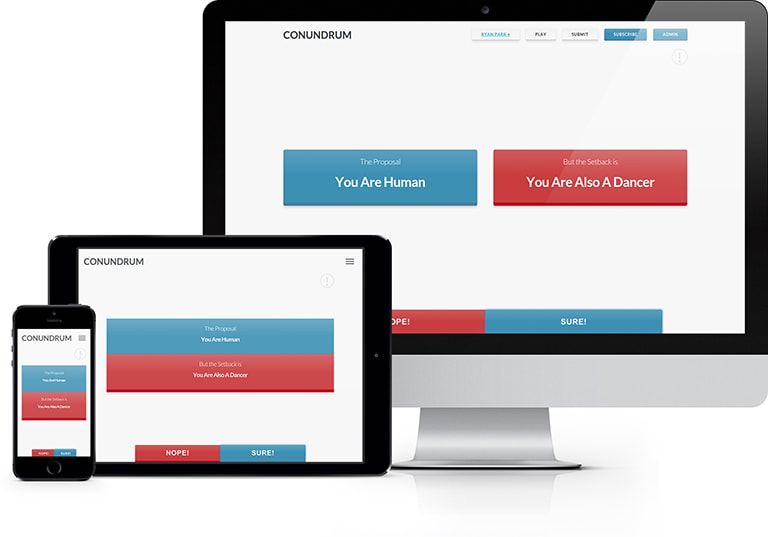 CONUNDRUM
RYAN PARK
PLAY
SUBMIT
SUBSCRIBE
ADMIN
!
The Proposal
You Are Human
But the Setback is
You Are Also A Dancer
OPE!
SURE!
CONUNDRUM
!
The Proposal
You Are Human
But the Setback is
You Are Also A Dancer
NOPE!
SURE!
CONUNDRUM
!
The Proposal
You Are Human
But the Setback is
You Are Also A Dancer
NOPE!
SURE!